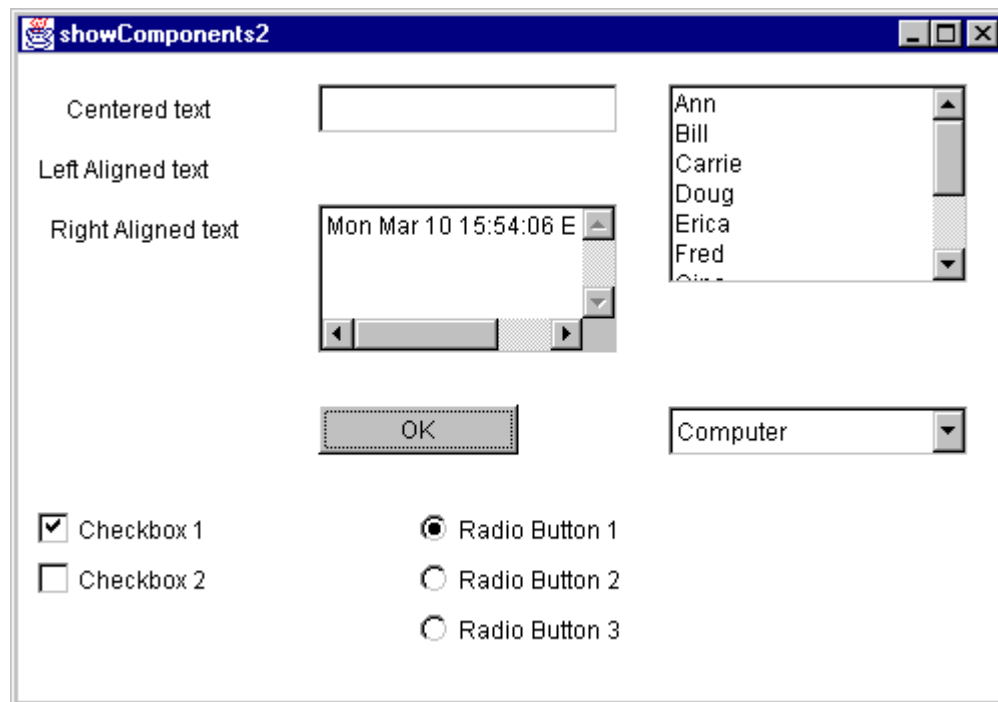 showComponents2
Centered text
Left Aligned text
Right Aligned text
Mon Mar 10 15:54:06 E
Ann
Bill
Carrie
Doug
Erica
Fred
OK
Computer
Checkbox 1
Checkbox 2
Radio Button 1
Radio Button 2
Radio Button 3